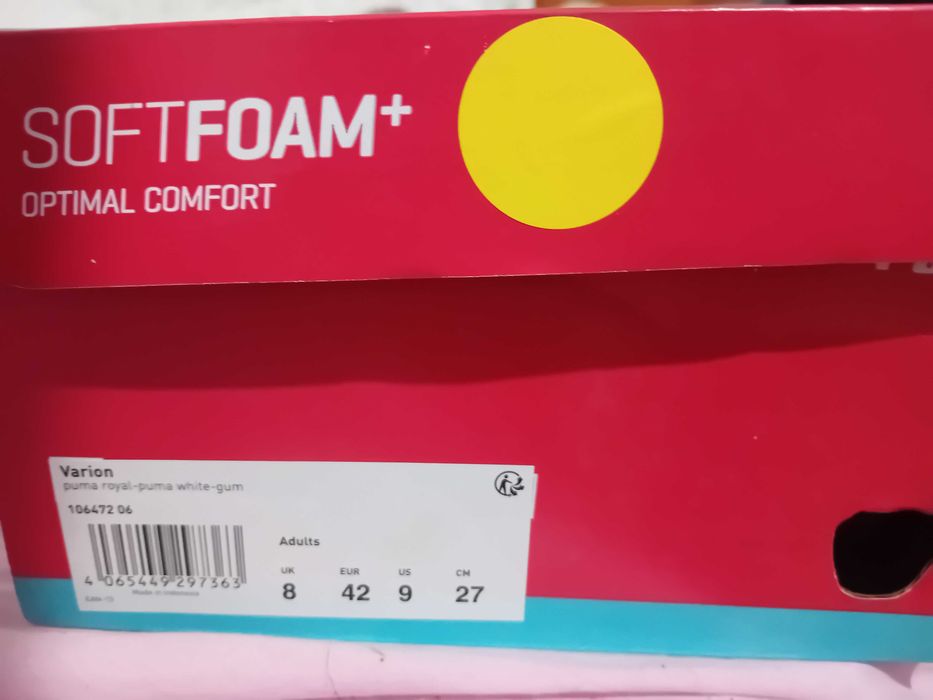 SOFTFOAM+
OPTIMAL COMFORT
Varion
puma royal-puma white-gum
106472 06
Adults
UK EUR US CM
8 42 9 27
4 065449 297363
Made in Indonesia